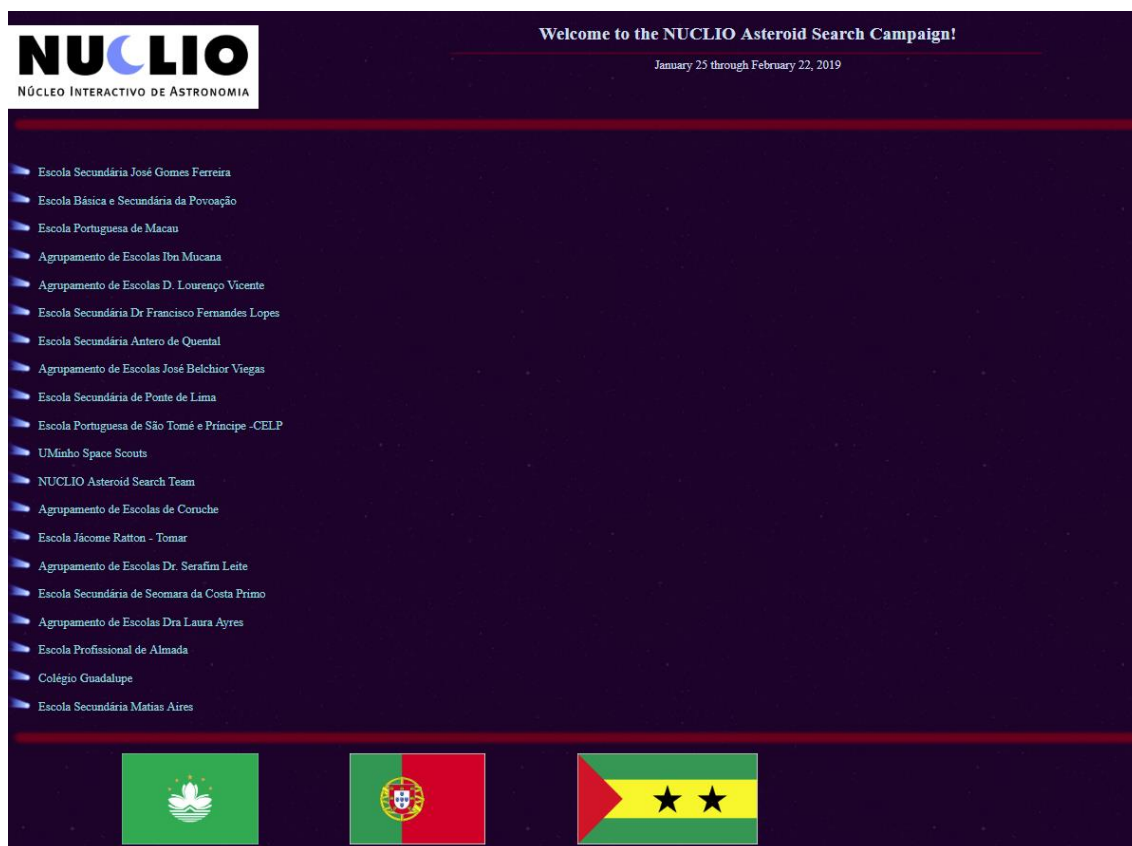 NUCLIO
NÚCLEO INTERACTIVO DE ASTRONOMIA
Welcome to the NUCLIO Asteroid Search Campaign!
January 25 through February 22, 2019
Escola Secundária José Gomes Ferreira
Escola Básica e Secundária da Povoação
Escola Portuguesa de Macau
Agrupamento de Escolas Ibn Mucana
Agrupamento de Escolas D. Lourenço Vicente
Escola Secundária Dr Francisco Fernandes Lopes
Escola Secundária Antero de Quental
Agrupamento de Escolas José Belchior Viegas
Escola Secundária de Ponte de Lima
Escola Portuguesa de São Tomé e Príncipe -CELP
UMinho Space Scouts
NUCLIO Asteroid Search Team
Agrupamento de Escolas de Coruche
Escola Jácome Ratton - Tomar
Agrupamento de Escolas Dr. Serafim Leite
Escola Secundária de Seomara da Costa Primo
Agrupamento de Escolas Dra Laura Ayres
Escola Profissional de Almada
Colégio Guadalupe
Escola Secundária Matias Aires